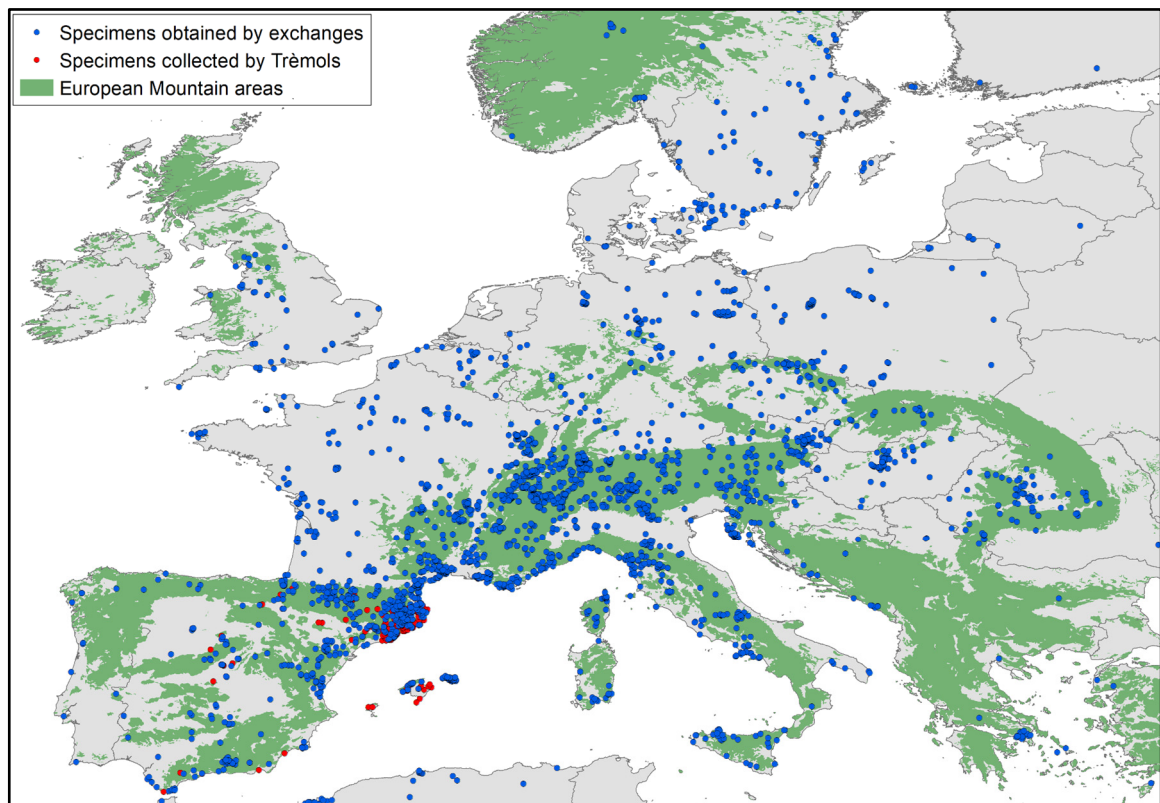 Specimens obtained by exchanges
Specimens collected by Trèmols
European Mountain areas